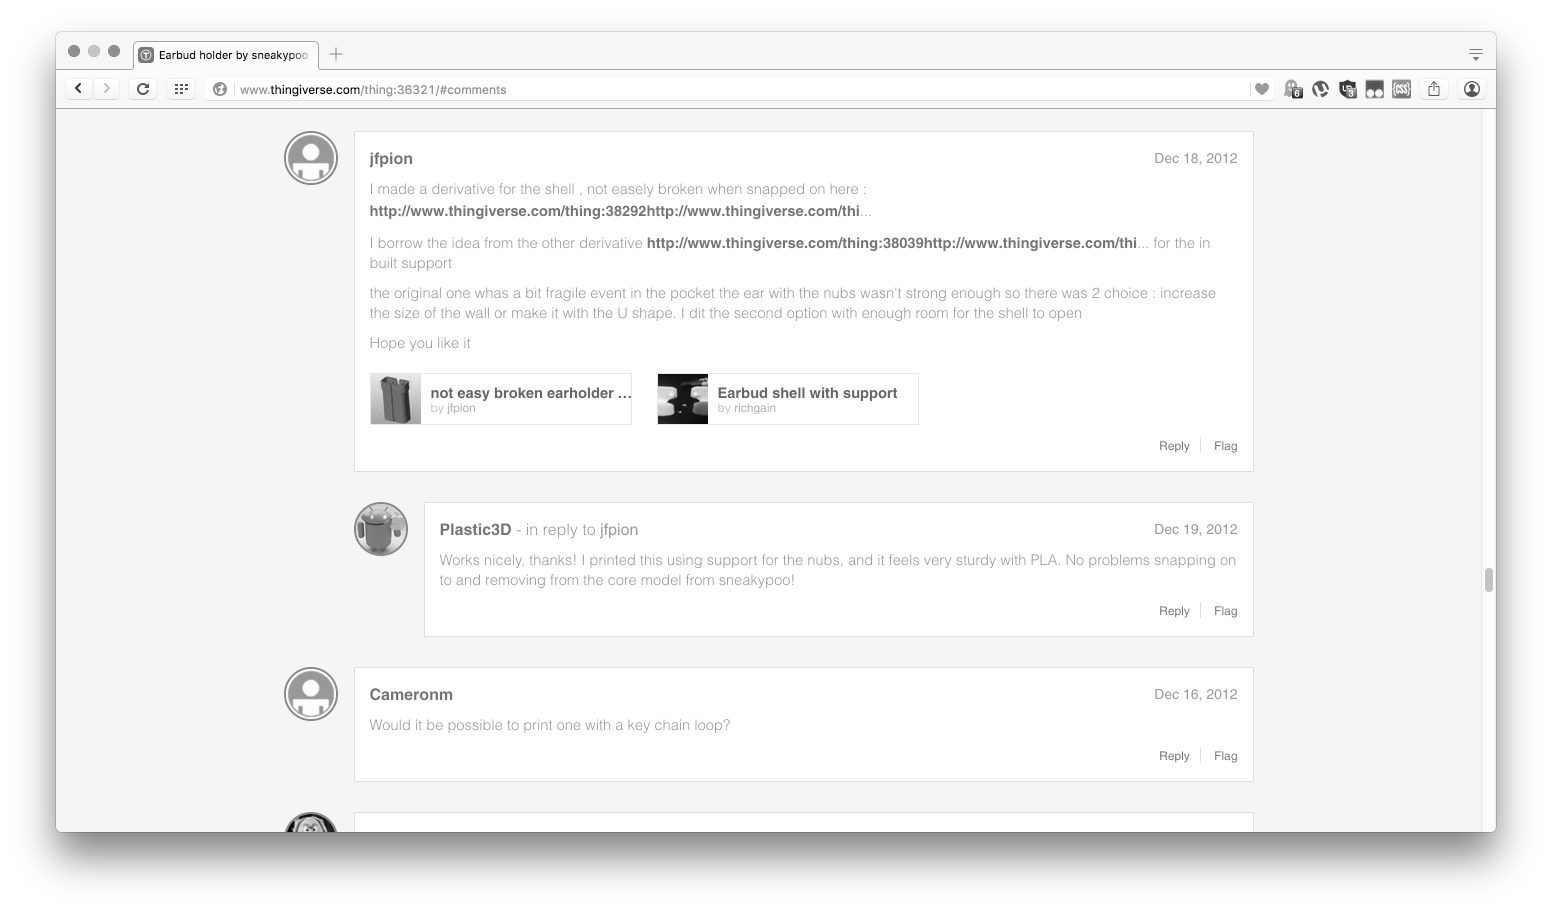 Earbud holder by sneakypoo
www.thingiverse.com/thing:36321/#comments
6
3
CSS
jfpion
Dec 18, 2012
I made a derivative for the shell , not easely broken when snapped on here :
http://www.thingiverse.com/thing:38292http://www.thingiverse.com/thi...
I borrow the idea from the other derivative http://www.thingiverse.com/thing:38039http://www.thingiverse.com/thi... for the in
built support
the original one whas a bit fragile event in the pocket the ear with the nubs wasn't strong enough so there was 2 choice : increase
the size of the wall or make it with the U shape. I dit the second option with enough room for the shell to open
Hope you like it
not easy broken earholder ...
by jfpion
Earbud shell with support
by richgain
Reply
Flag
Plastic3D - in reply to jfpion
Dec 19, 2012
Works nicely, thanks! I printed this using support for the nubs, and it feels very sturdy with PLA. No problems snapping on
to and removing from the core model from sneakypoo!
Reply
Flag
Cameronm
Dec 16, 2012
Would it be possible to print one with a key chain loop?
Reply
Flag